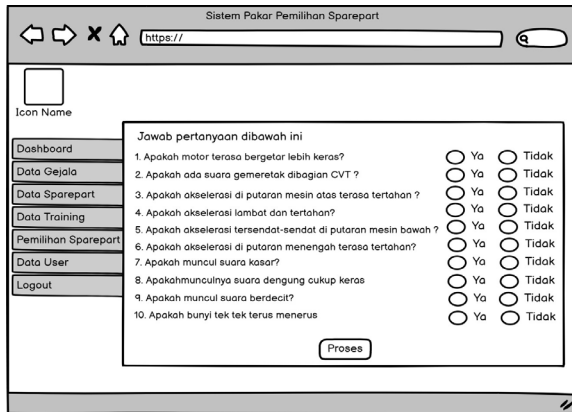 Sistem Pakar Pemilihan Sparepart
https://
Icon Name
Dashboard
Data Gejala
Data Sparepart
Data Training
Pemilihan Sparepart
Data User
Logout
Jawab pertanyaan dibawah ini
1. Apakah motor terasa bergetar lebih keras? Ya Tidak
2. Apakah ada suara gemeretak dibagian CVT ? Ya Tidak
3. Apakah akselerasi di putaran mesin atas terasa tertahan ? Ya Tidak
4. Apakah akselerasi lambat dan tertahan? Ya Tidak
5. Apakah akselerasi tersendat-sendat di putaran mesin bawah ? Ya Tidak
6. Apakah akselerasi di putaran menengah terasa tertahan? Ya Tidak
7. Apakah muncul suara kasar? Ya Tidak
8. Apakahmunculnya suara dengung cukup keras Ya Tidak
9. Apakah muncul suara berdecit? Ya Tidak
10. Apakah bunyi tek tek terus menerus Ya Tidak
Proses